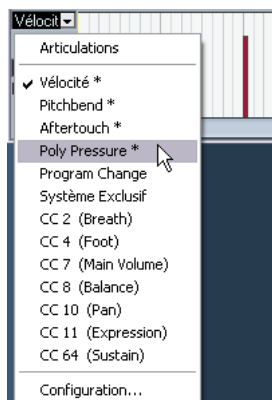 Vélocit
Articulations
Vélocité *
Pitchbend *
Aftertouch *
Poly Pressure *
Program Change
Système Exclusif
CC 2 (Breath)
CC 4 (Foot)
CC 7 (Main Volume)
CC 8 (Balance)
CC 10 (Pan)
CC 11 (Expression)
CC 64 (Sustain)
Configuration...